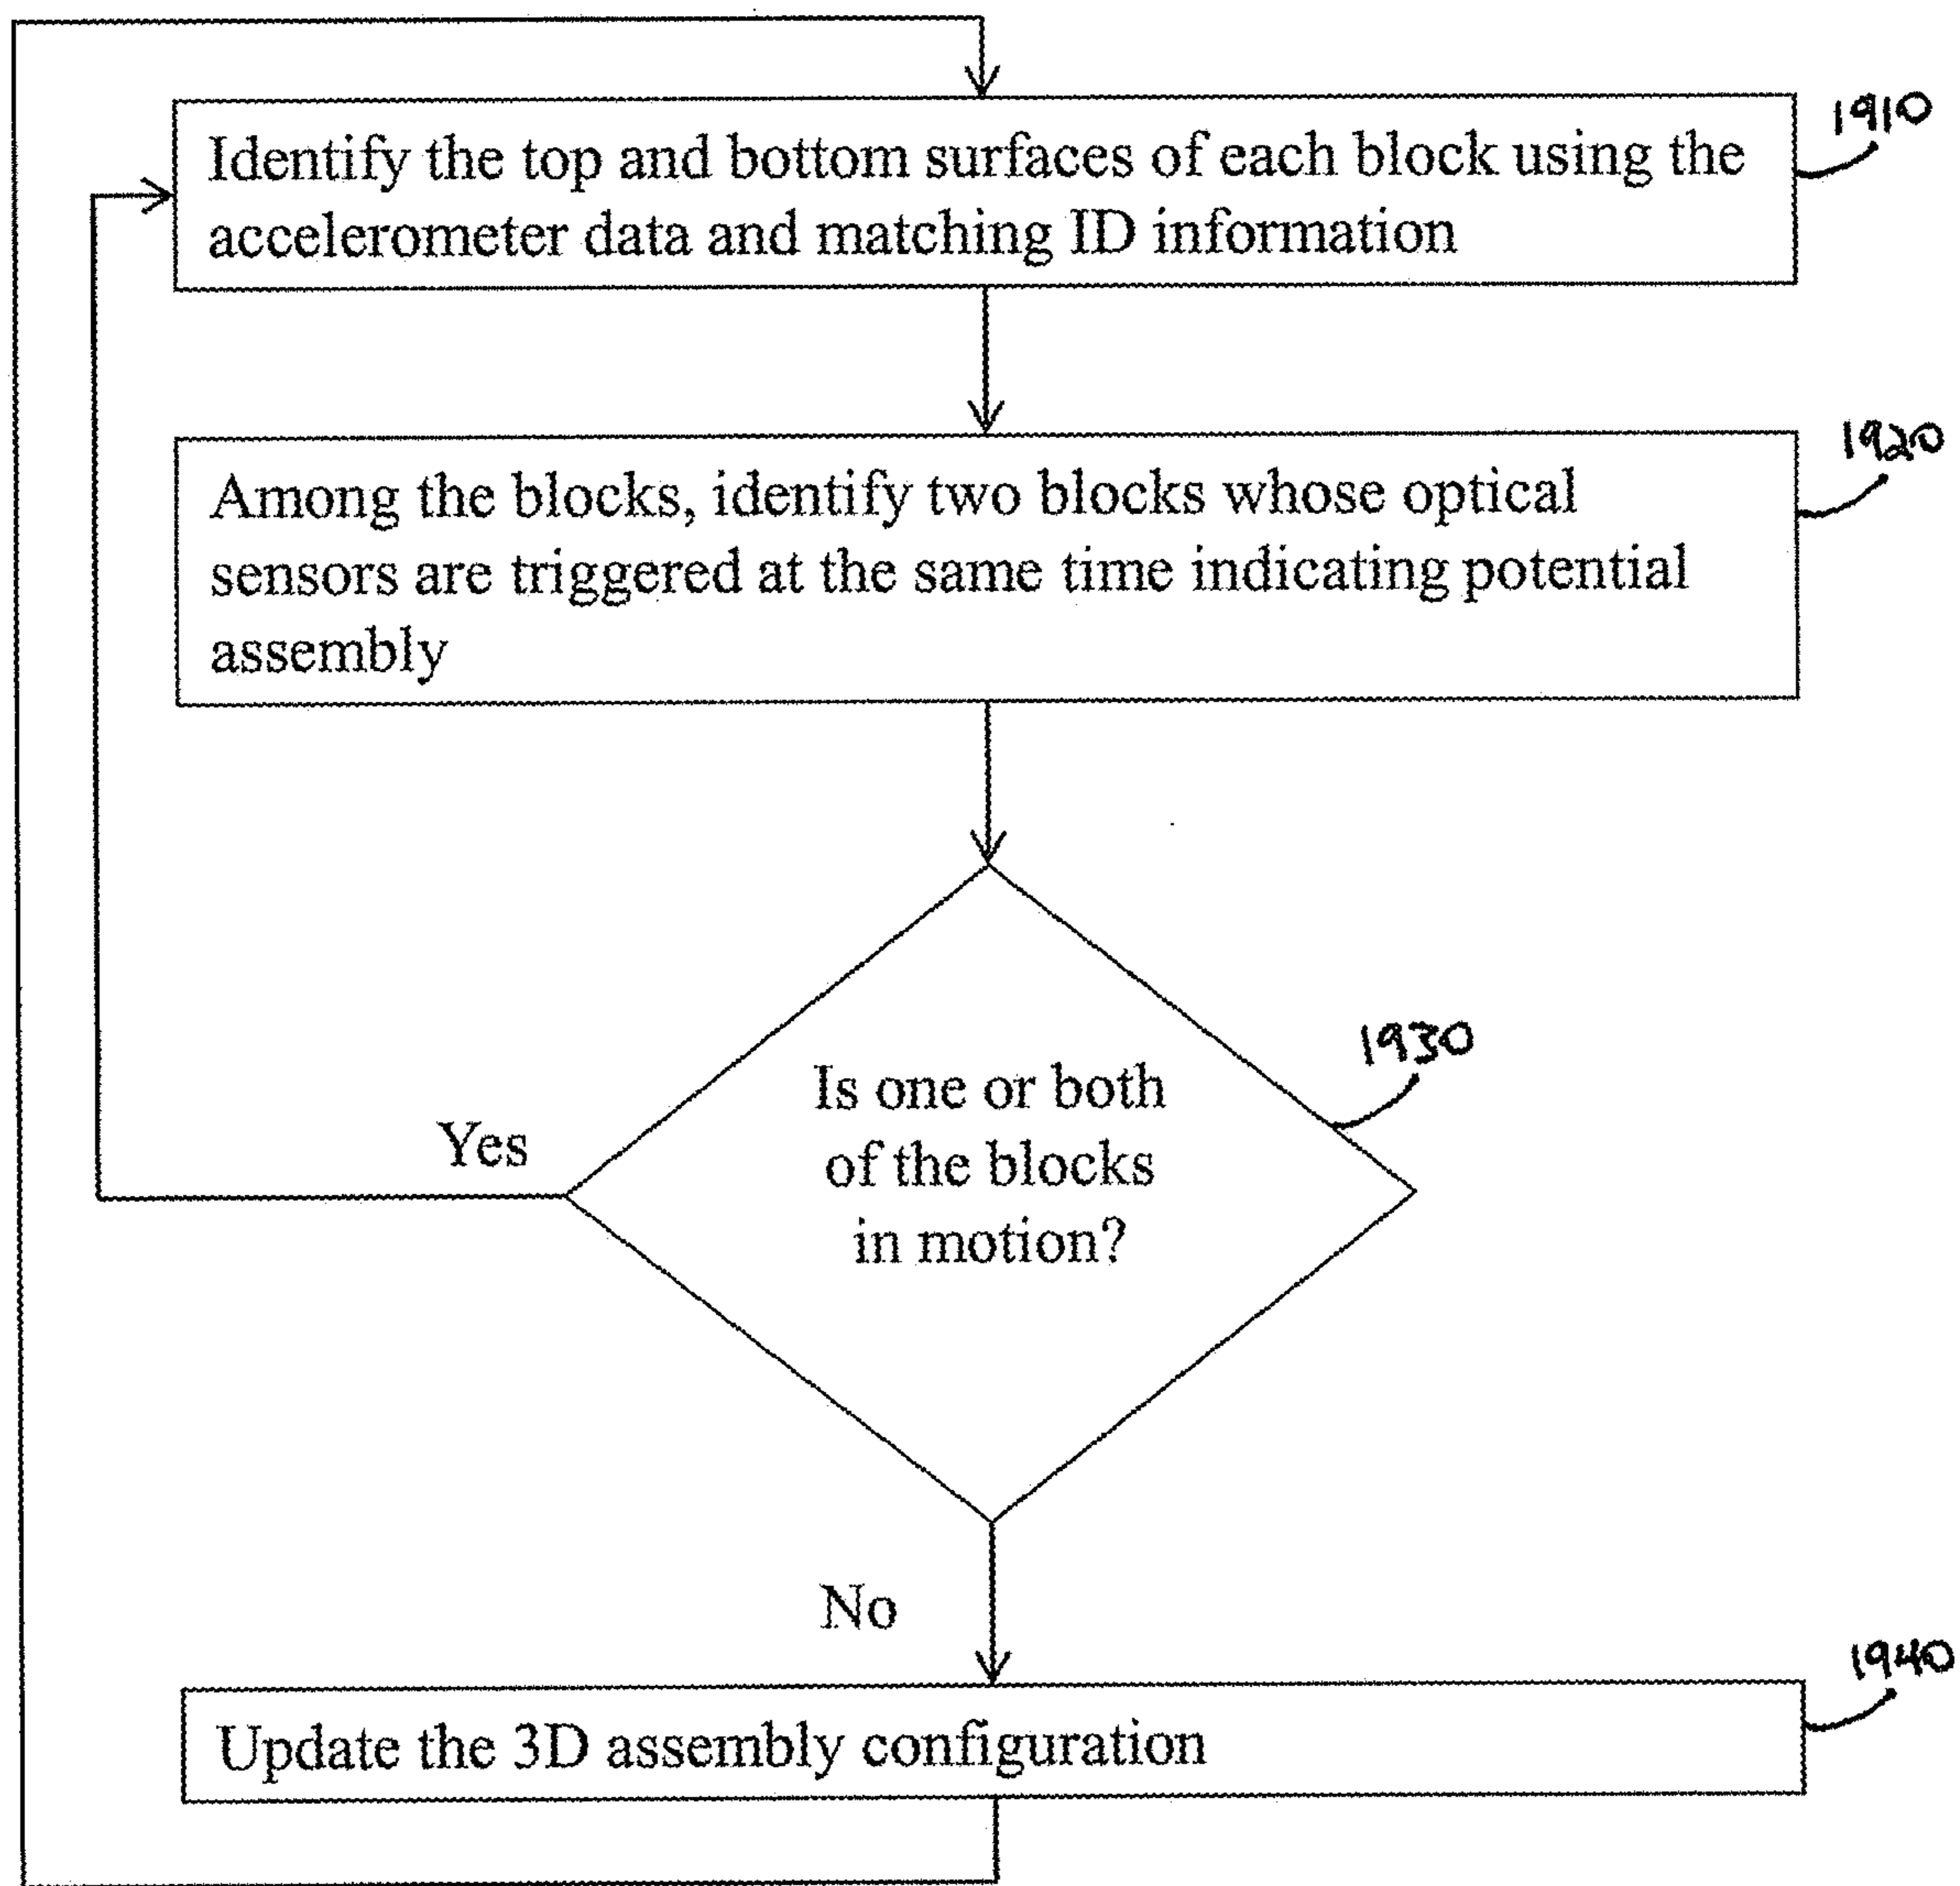 Identify the top and bottom surfaces of each block using the
accelerometer data and matching ID information
1910
Among the blocks, identify two blocks whose optical
sensors are triggered at the same time indicating potential
assembly
1920
Is one or both
of the blocks
in motion?
1930
Yes
No
Update the 3D assembly configuration
1940